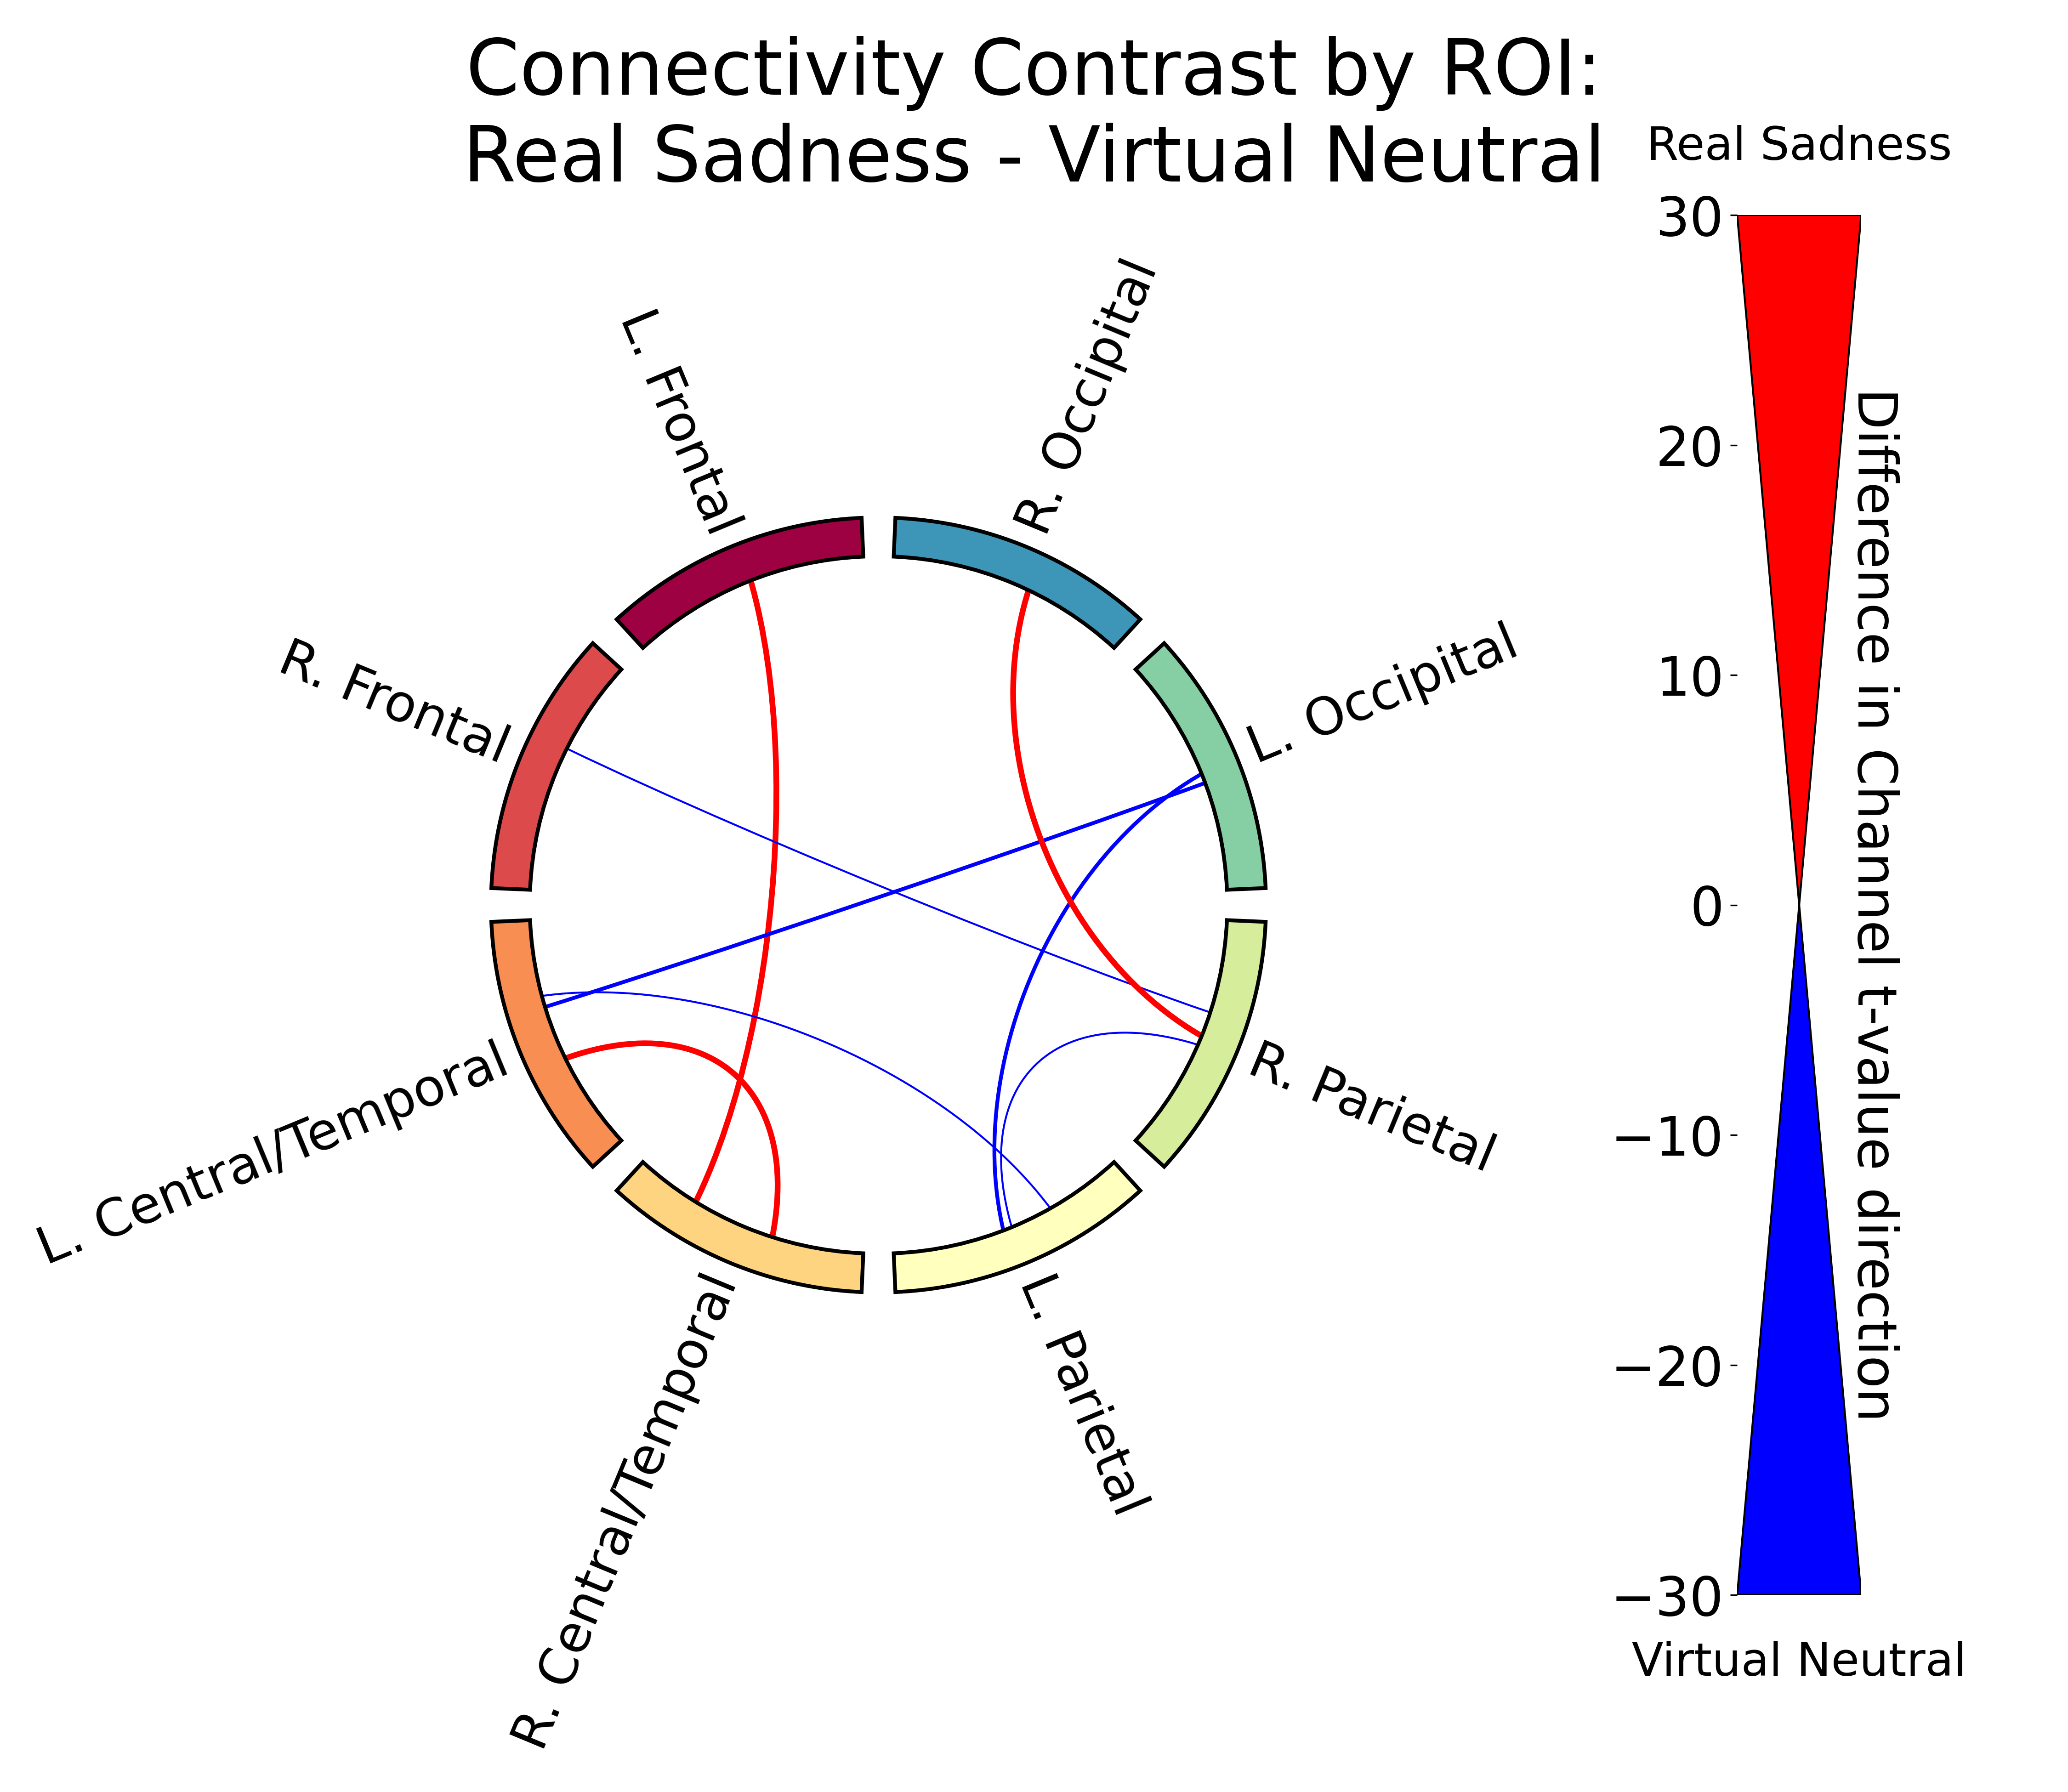 Connectivity Contrast by ROI:
Real Sadness - Virtual Neutral
Real Sadness
30
20
10
0
−10
−20
−30
Virtual Neutral
Difference in Channel t-value direction
L. Frontal
R. Occipital
R. Frontal
L. Occipital
L. Central/Temporal
R. Parietal
R. Central/Temporal
L. Parietal